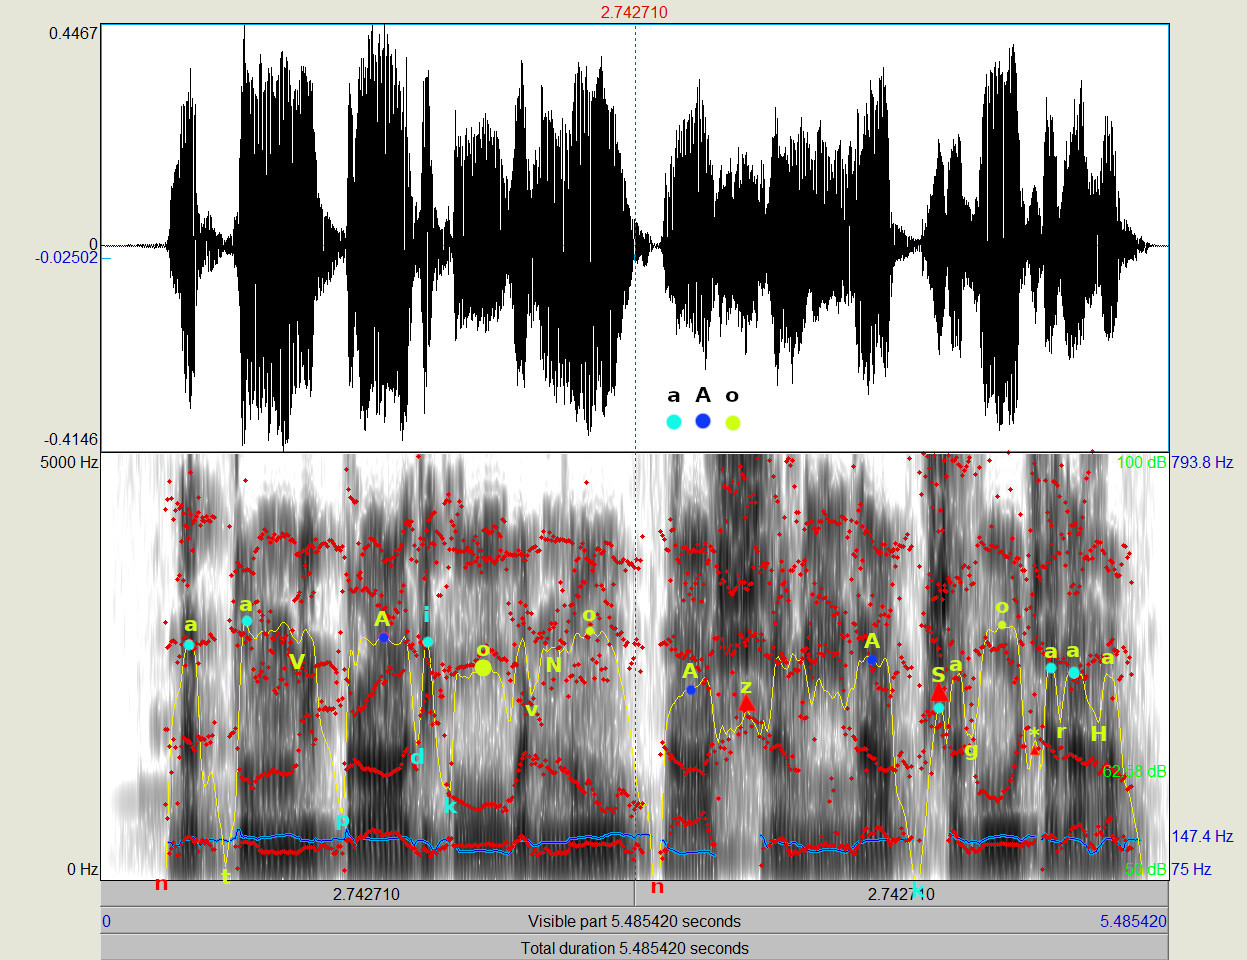 2.742710
0.4467
0
-0.02502
a A o
-0.4146
5000 Hz
100 dB
793.8 Hz
a a V A i o v N o A z A S a g o * a r a H a
d
k
p
62.58 dB
147.4 Hz
0 Hz
50 dB
75 Hz
n t n k
2.742710 2.742710
0 Visible part 5.485420 seconds 5.485420
Total duration 5.485420 seconds